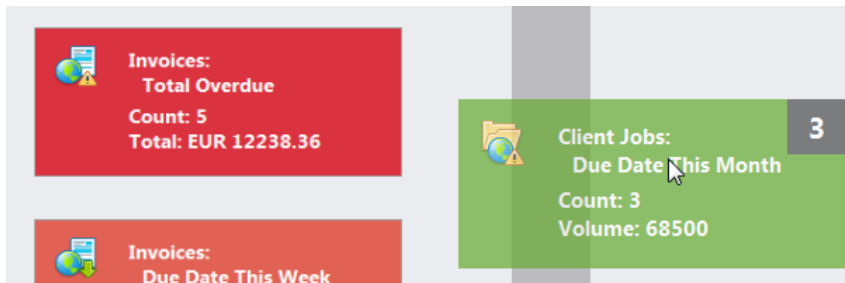 Invoices:
Total Overdue
Count: 5
Total: EUR 12238.36
Client Jobs:
Due Date This Month
Count: 3
Volume: 68500
3
Invoices:
Due Date This Week